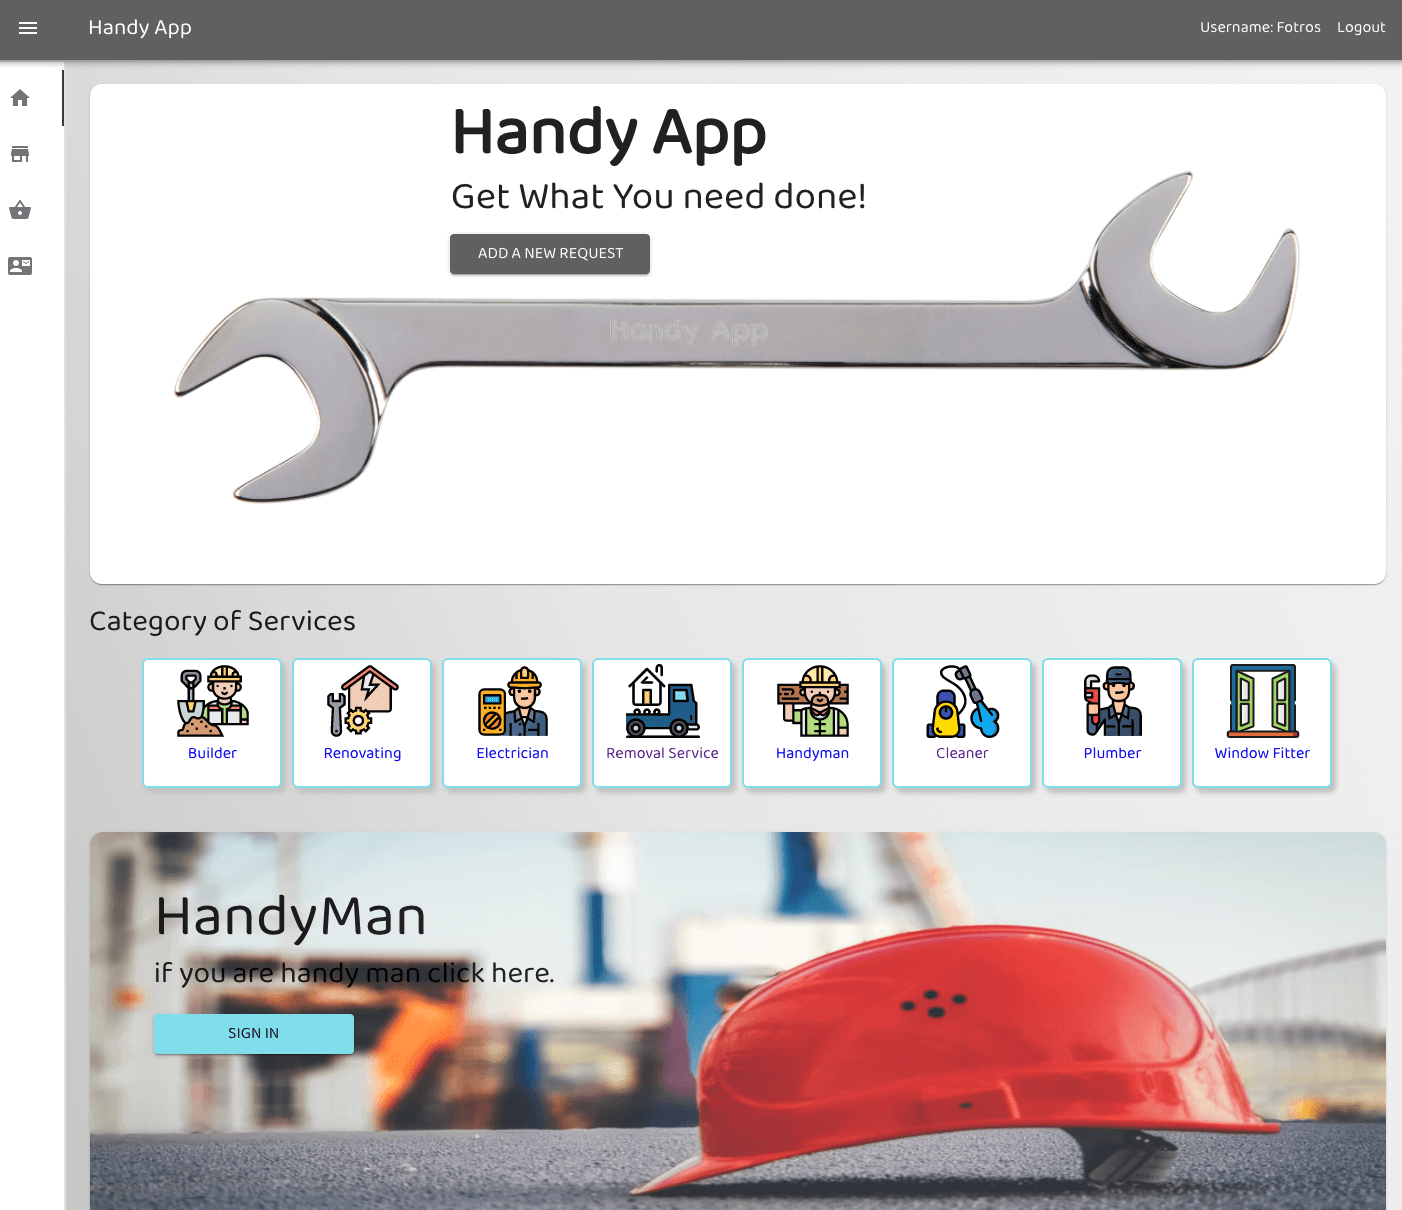 Handy App
Username: Fotros
Logout
Handy App
Get What You need done!
ADD A NEW REQUEST
Handy App
Category of Services
Builder
Renovating
Electrician
Removal Service
Handyman
Cleaner
Plumber
Window Fitter
HandyMan
if you are handy man click here.
SIGN IN